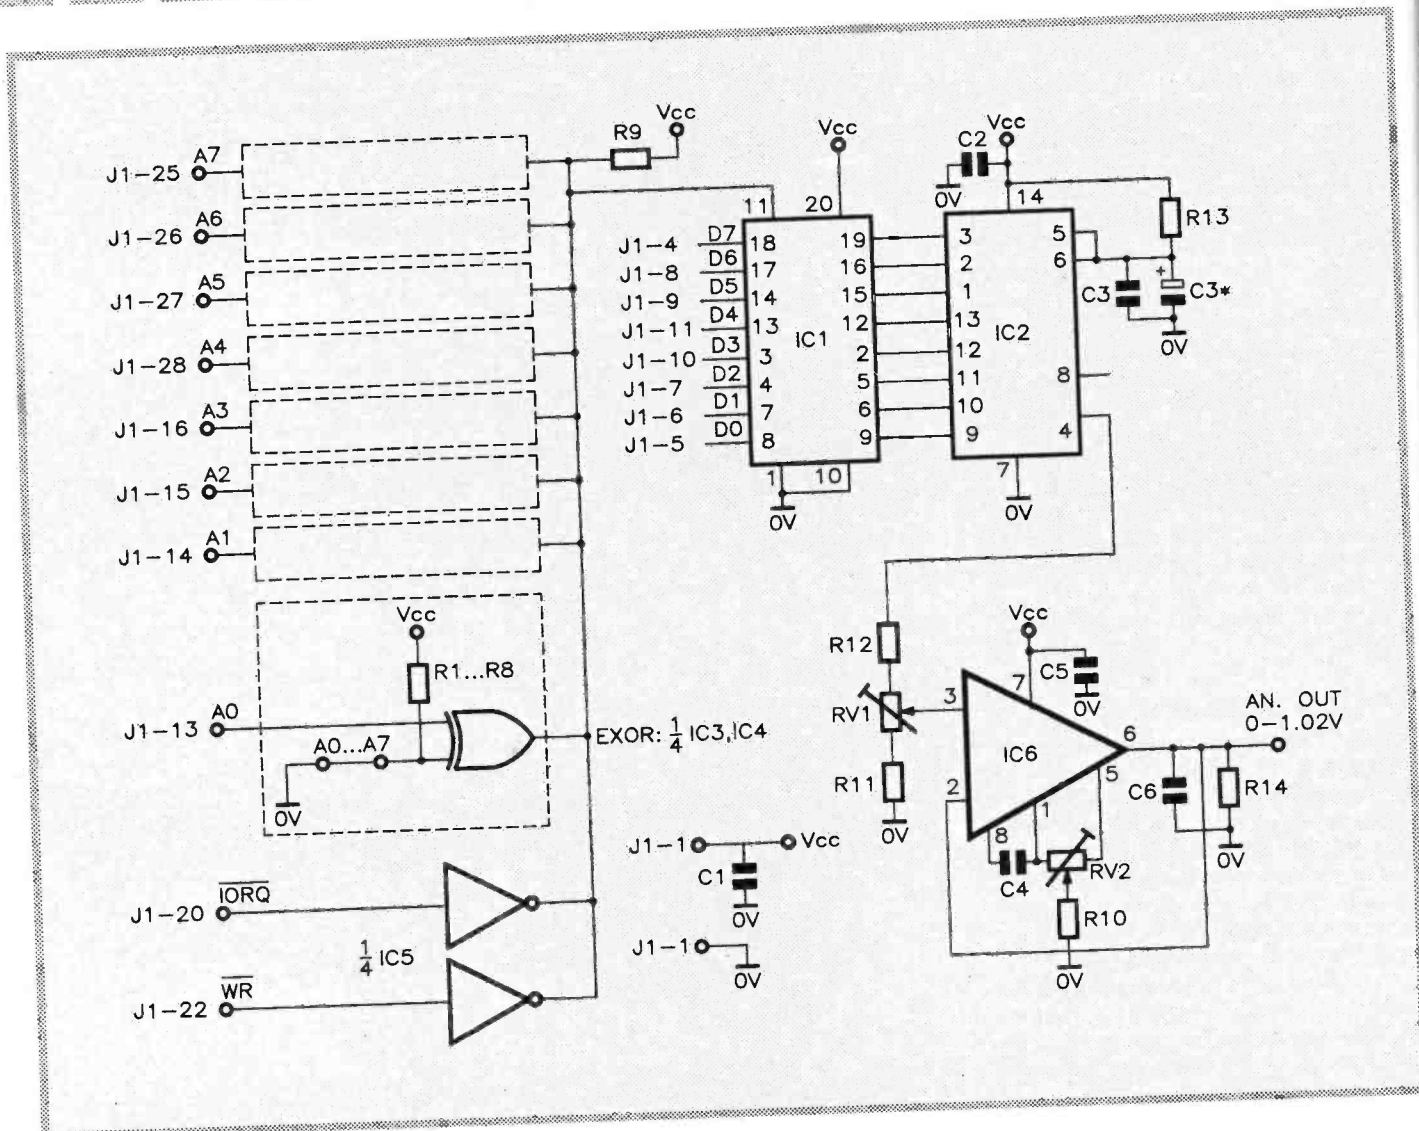 J1-25
A7
J1-26
A6
J1-27
A5
J1-28
A4
J1-16
A3
J1-15
A2
J1-14
A1
J1-13
A0
Vcc
R1...R8
A0...A7
0V
EXOR: 1/4 IC3,IC4
J1-20
IORQ
1/4 IC5
J1-22
WR
R9
Vcc
Vcc
11
20
J1-4 D7 18
J1-8 D6 17
J1-9 D5 14
J1-11 D4 13
J1-10 D3 3
J1-7 D2 4
J1-6 D1 7
J1-5 D0 8
IC1
19
16
15
12
2
5
6
9
1
10
0V
C2
Vcc
0V
14
3
2
1
13
12
11
10
9
IC2
5
6
8
4
7
0V
R13
C3
+
C3*
0V
R12
RV1
R11
0V
Vcc
C5
0V
3
7
IC6
2
6
5
1
8
C4
RV2
R10
0V
C6
R14
0V
AN. OUT
0-1.02V
J1-1
Vcc
C1
0V
J1-1
0V